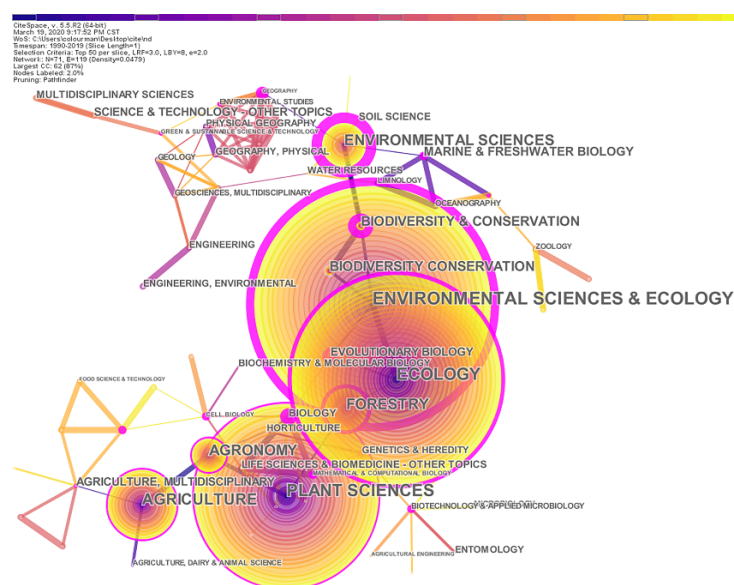 CiteSpace, v. 5.5.R2 (64-bit)
March 19, 2020 9:17:52 PM CST
WoS: C:\Users\colourman\Desktop\cite\nd
Timespan: 1990-2019 (Slice Length=1)
Selection Criteria: Top 50 per slice, LRF=3.0, LBY=8, e=2.0
Network: N=71, E=119 (Density=0.0479)
Largest CC: 62 (87%)
Nodes Labeled: 2.0%
Pruning: Pathfinder
GEOGRAPHY
MULTIDISCIPLINARY SCIENCES
ENVIRONMENTAL STUDIES
SCIENCE & TECHNOLOGY - OTHER TOPICS
SOIL SCIENCE
PHYSICAL GEOGRAPHY
GREEN & SUSTAINABLE SCIENCE & TECHNOLOGY
ENVIRONMENTAL SCIENCES
GEOGRAPHY, PHYSICAL
MARINE & FRESHWATER BIOLOGY
GEOLOGY
WATER RESOURCES
LIMNOLOGY
GEOSCIENCES, MULTIDISCIPLINARY
OCEANOGRAPHY
BIODIVERSITY & CONSERVATION
ENGINEERING
ZOOLOGY
BIODIVERSITY CONSERVATION
ENGINEERING, ENVIRONMENTAL
ENVIRONMENTAL SCIENCES & ECOLOGY
EVOLUTIONARY BIOLOGY
BIOCHEMISTRY & MOLECULAR BIOLOGY
ECOLOGY
FOOD SCIENCE & TECHNOLOGY
FORESTRY
CELL BIOLOGY
BIOLOGY
HORTICULTURE
AGRONOMY
GENETICS & HEREDITY
LIFE SCIENCES & BIOMEDICINE - OTHER TOPICS
MATHEMATICAL & COMPUTATIONAL BIOLOGY
AGRICULTURE, MULTIDISCIPLINARY
PLANT SCIENCES
AGRICULTURE
MICROBIOLOGY
BIOTECHNOLOGY & APPLIED MICROBIOLOGY
AGRICULTURAL ENGINEERING
ENTOMOLOGY
AGRICULTURE, DAIRY & ANIMAL SCIENCE